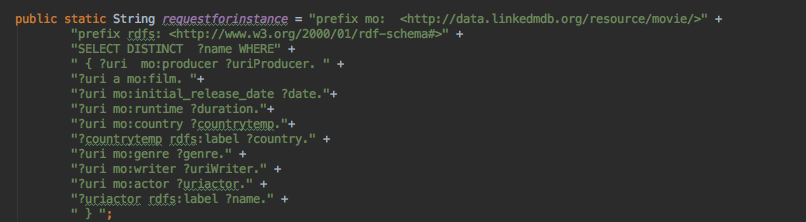 public static String requestforinstance = "prefix mo:  <http://data.linkedmdb.org/resource/movie/>" +
"prefix rdfs: <http://www.w3.org/2000/01/rdf-schema#>" +
"SELECT DISTINCT  ?name WHERE" +
" { ?uri  mo:producer ?uriProducer. " +
"?uri a mo:film. "+
"?uri mo:initial_release_date ?date."+
"?uri mo:runtime ?duration."+
"?uri mo:country ?countrytemp."+
"?countrytemp rdfs:label ?country." +
"?uri mo:genre ?genre." +
"?uri mo:writer ?uriWriter." +
"?uri mo:actor ?uriactor." +
"?uriactor rdfs:label ?name." +
" } ";